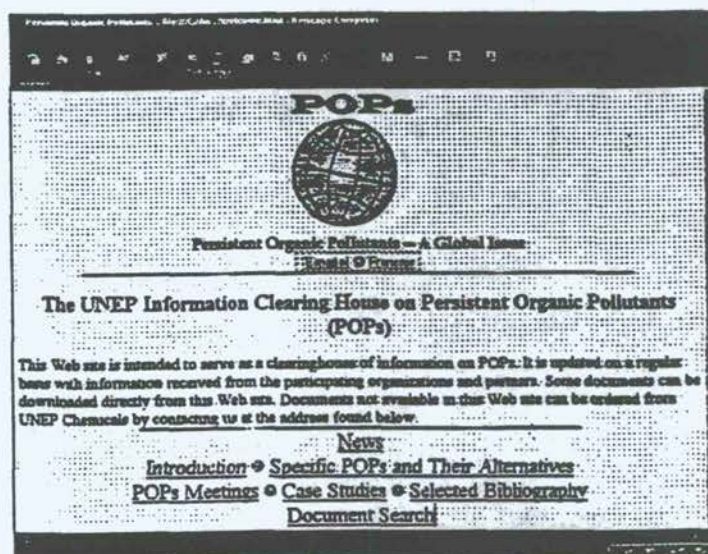 Persistent Organic Pollutants
POPs
Persistent Organic Pollutants — A Global Issue
The UNEP Information Clearing House on Persistent Organic Pollutants
(POPs)
This Web site is intended to serve as a clearinghouse of information on POPs. It is updated on a regular
basis with information received from the participating organizations and partners. Some documents can be
downloaded directly from this Web site. Documents not available in this Web site can be ordered from
UNEP Chemicals by contacting us at the address found below.
News
Introduction Specific POPs and Their Alternatives
POPs Meetings Case Studies Selected Bibliography
Document Search